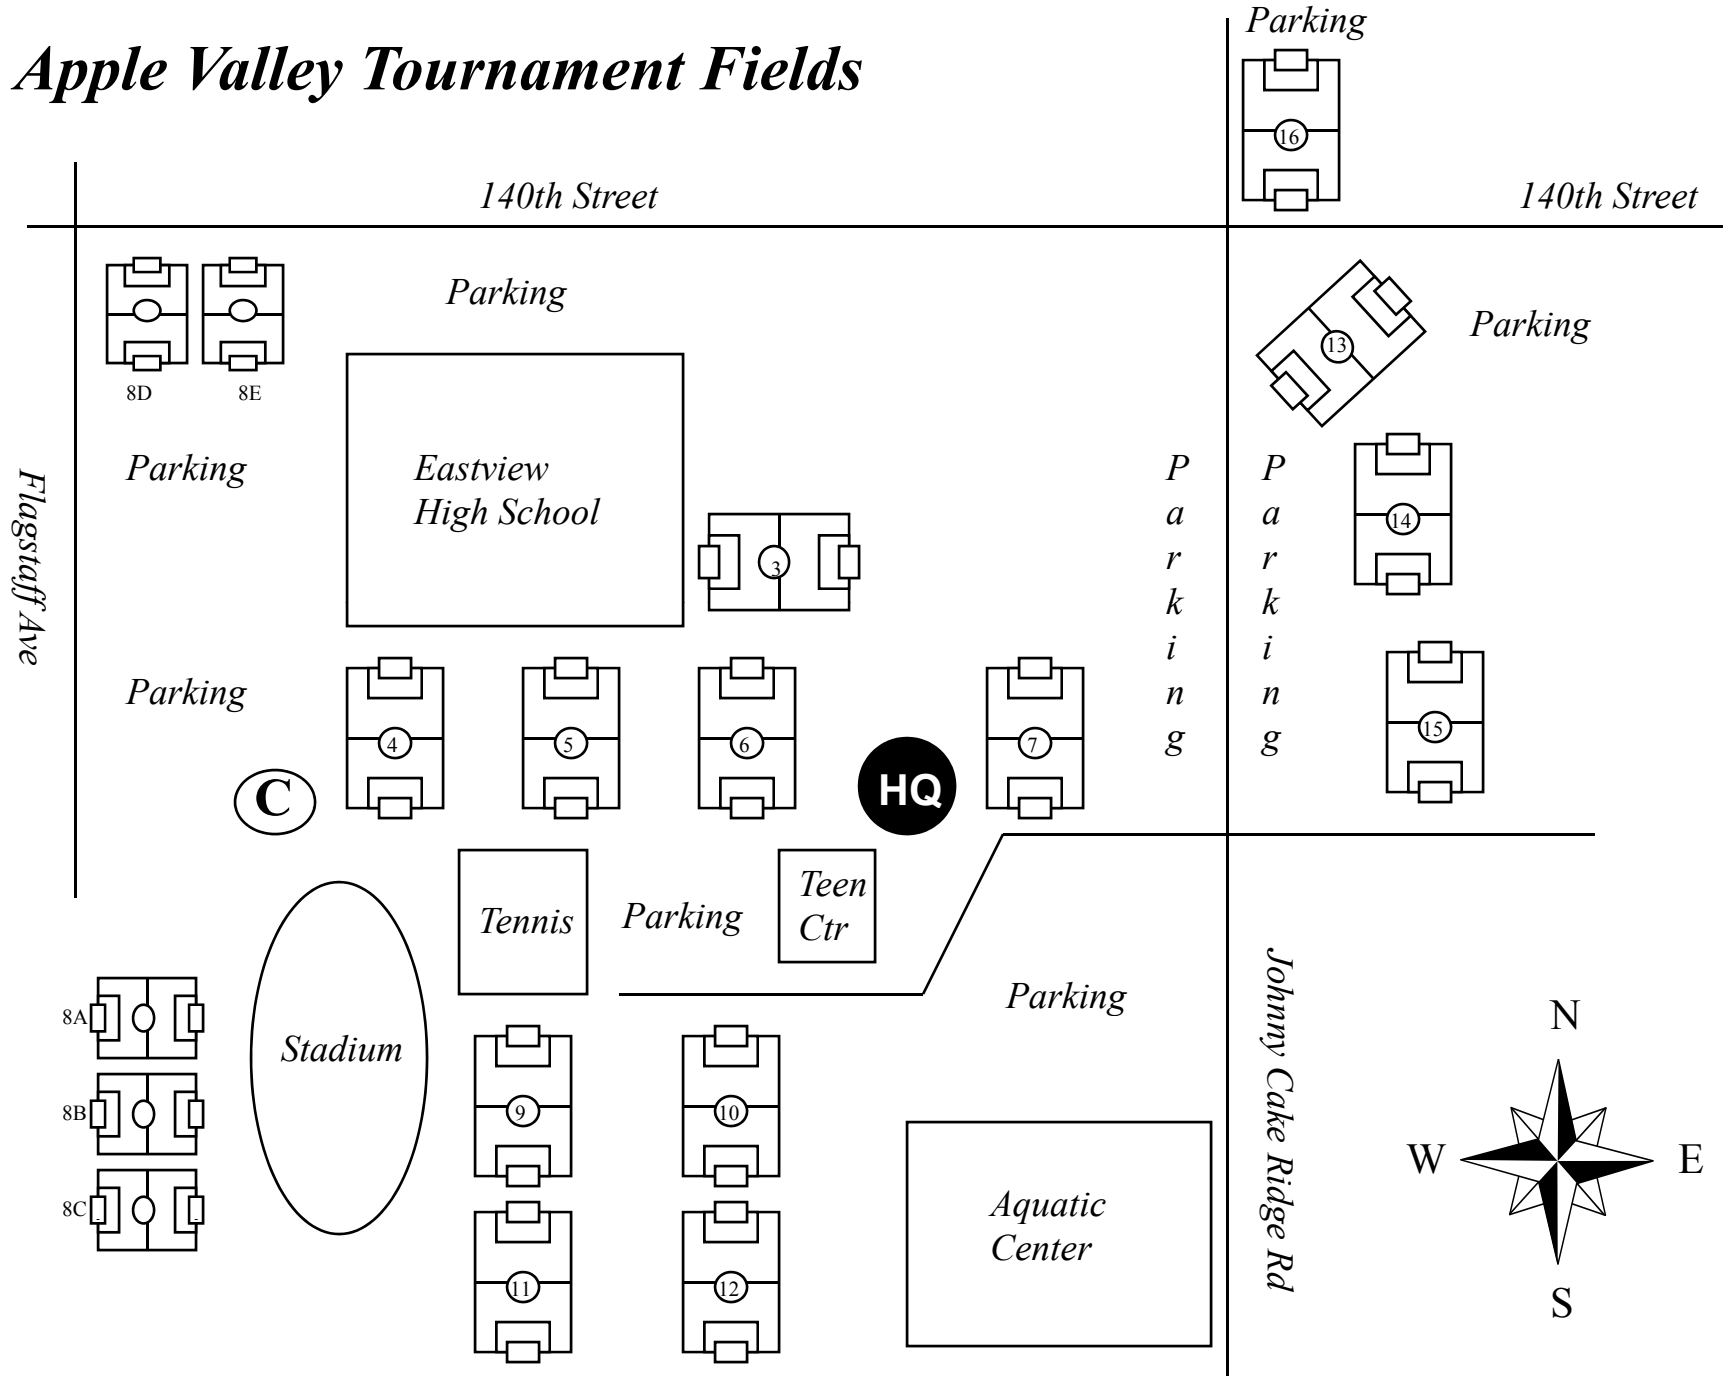 Parking
Apple Valley Tournament Fields
16
140th Street
140th Street
Parking
Parking
13
8D
8E
Parking
Eastview
High School
P
a
r
k
i
n
g
P
a
r
k
i
n
g
14
Flagstaff Ave
3
Parking
4
5
6
7
15
C
HQ
Teen
Ctr
Tennis
Parking
Parking
Johnny Cake Ridge Rd
8A
Stadium
N
8B
9
10
W
E
8C
Aquatic
Center
11
12
S